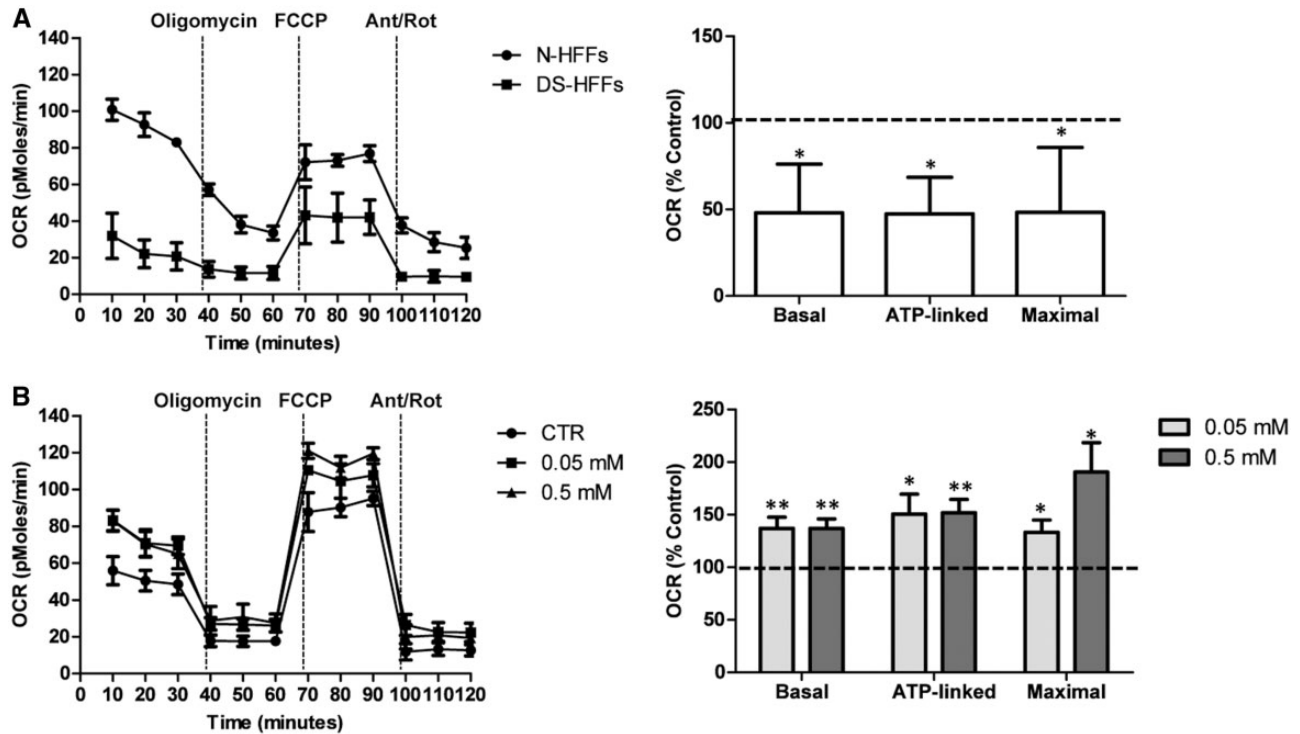 A
Oligomycin FCCP Ant/Rot
OCR (pMoles/min)
140
120
100
80
60
40
20
0
0 10 20 30 40 50 60 70 80 90 100 110 120
Time (minutes)
N-HFFs
DS-HFFs
OCR (% Control)
150
100
50
0
* * *
Basal ATP-linked Maximal
B
Oligomycin FCCP Ant/Rot
OCR (pMoles/min)
140
120
100
80
60
40
20
0
0 10 20 30 40 50 60 70 80 90 100 110 120
Time (minutes)
CTR
0.05 mM
0.5 mM
OCR (% Control)
250
200
150
100
50
0
** ** * ** * *
Basal ATP-linked Maximal
0.05 mM
0.5 mM